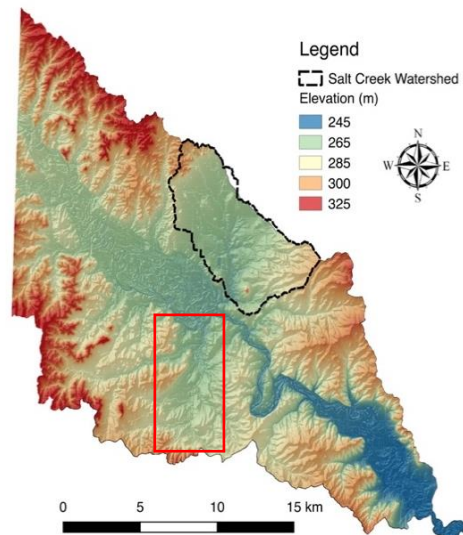 Legend
Salt Creek Watershed
Elevation (m)
245
265
285
300
325
N
W E
S
0 5 10 15 km